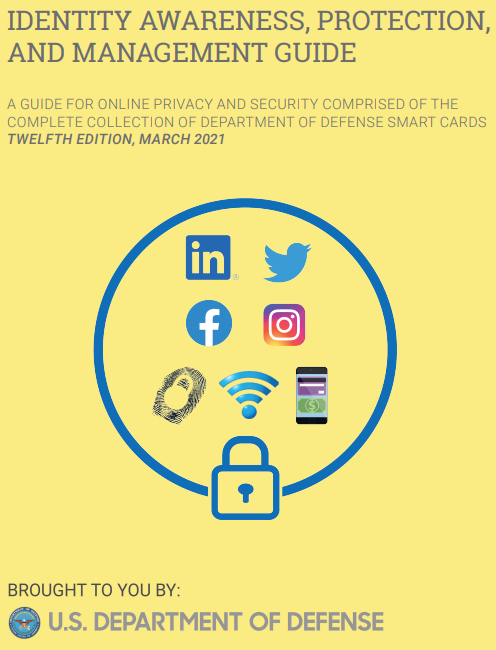 IDENTITY AWARENESS, PROTECTION,
AND MANAGEMENT GUIDE
A GUIDE FOR ONLINE PRIVACY AND SECURITY COMPRISED OF THE
COMPLETE COLLECTION OF DEPARTMENT OF DEFENSE SMART CARDS
TWELFTH EDITION, MARCH 2021
in
®
f
$
BROUGHT TO YOU BY:
U.S. DEPARTMENT OF DEFENSE